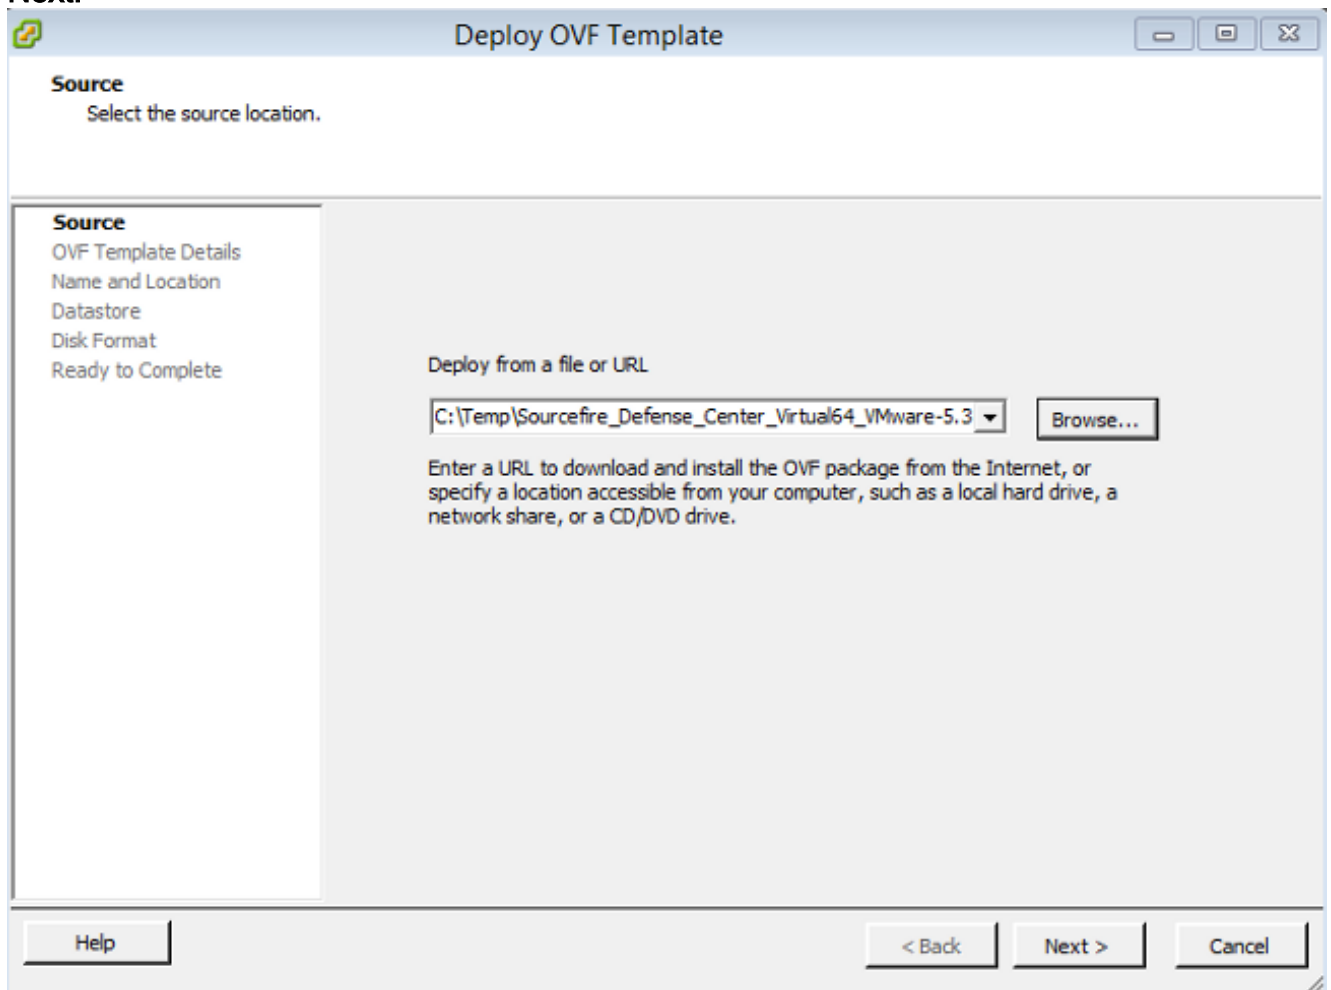 Next.
Deploy OVF Template
Source
Select the source location.
Source
OVF Template Details
Name and Location
Datastore
Disk Format
Ready to Complete
Deploy from a file or URL
C:\Temp\Sourcefire_Defense_Center_Virtual64_VMware-5.3
Browse...
Enter a URL to download and install the OVF package from the Internet, or
specify a location accessible from your computer, such as a local hard drive, a
network share, or a CD/DVD drive.
Help
< Back
Next >
Cancel